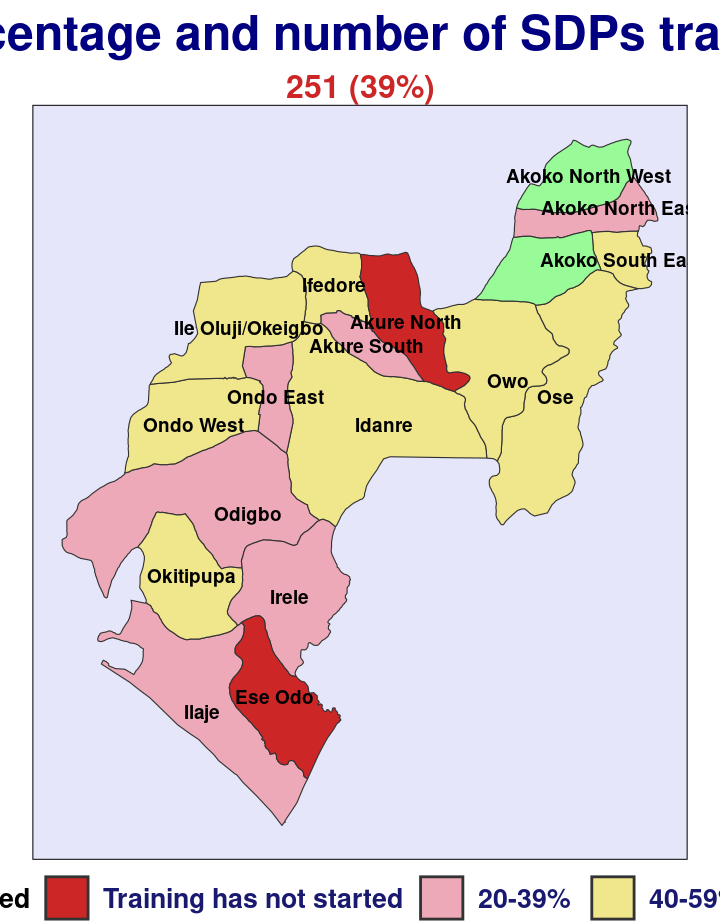 centage and number of SDPs tra
251 (39%)
Akoko North West
Akoko North Eas
Akoko South Ea
Ifedore
Ile Oluji/Okeigbo
Akure North
Akure South
Owo
Ondo East
Ose
Ondo West
Idanre
Odigbo
Okitipupa
Irele
Ese Odo
Ilaje
ed Training has not started 20-39% 40-59%